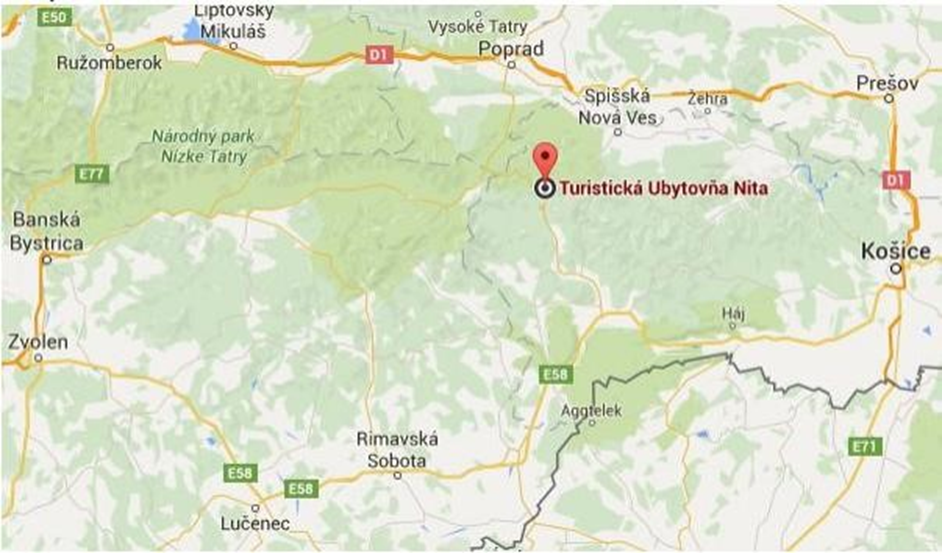 E50
Liptovský
Mikuláš
Vysoké Tatry
Ružomberok
D1
Poprad
Prešov
Spišská
Nová Ves
Žehra
Národný park
Nízke Tatry
E77
D1
Turistická Ubytovňa Nita
Banská
Bystrica
Košice
Zvolen
Háj
E58
Aggtelek
Rimavská
Sobota
E71
E58
E58
Lučenec